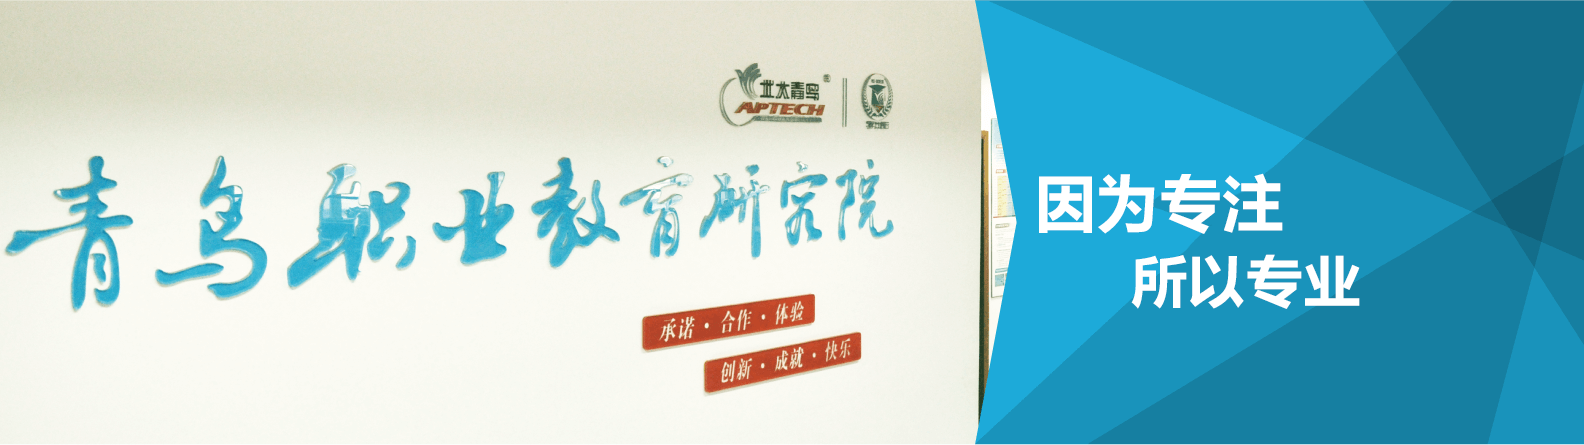 北大青鸟
APTECH
青鸟职业教育研究院
承诺·合作·体验
创新·成就·快乐
因为专注
所以专业